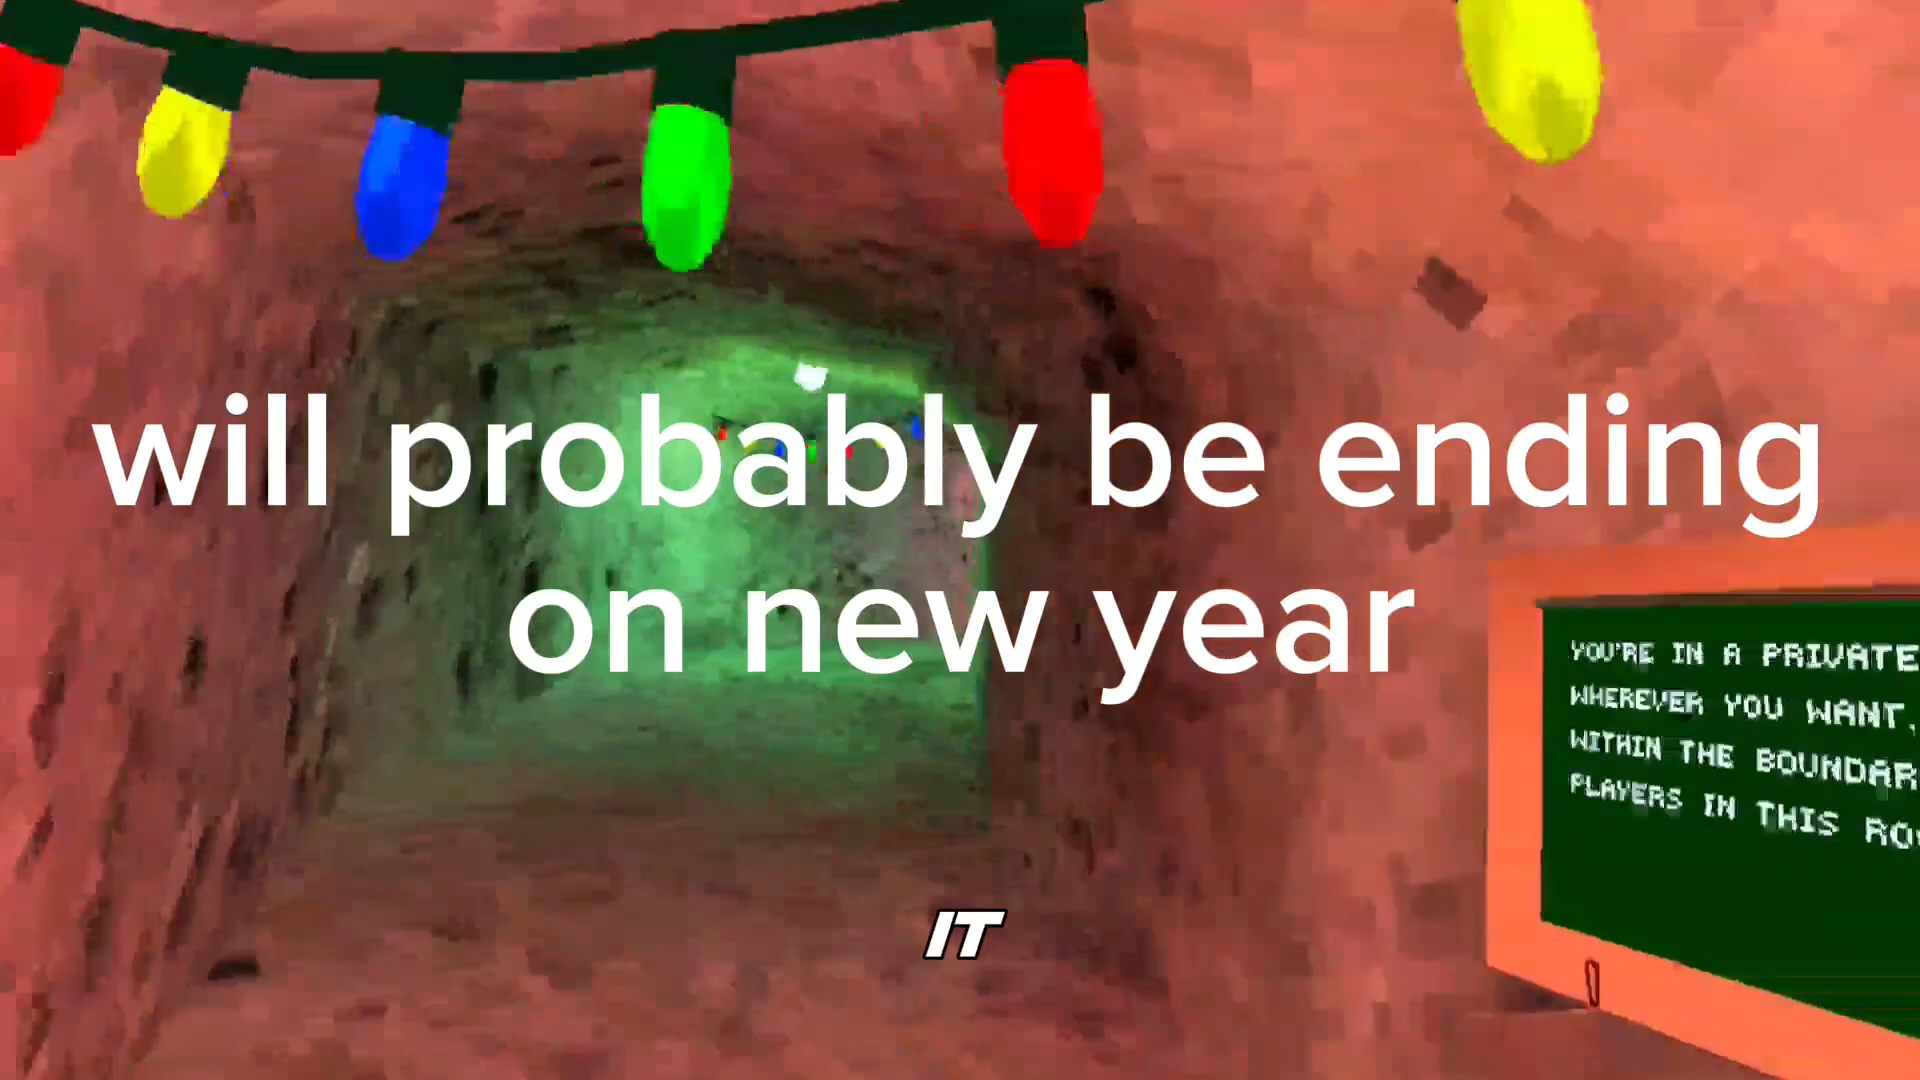 will probably be ending
on new year
YOU'RE IN A PRIVATE
WHEREVER YOU WANT.
WITHIN THE BOUNDAR
PLAYERS IN THIS RO
IT